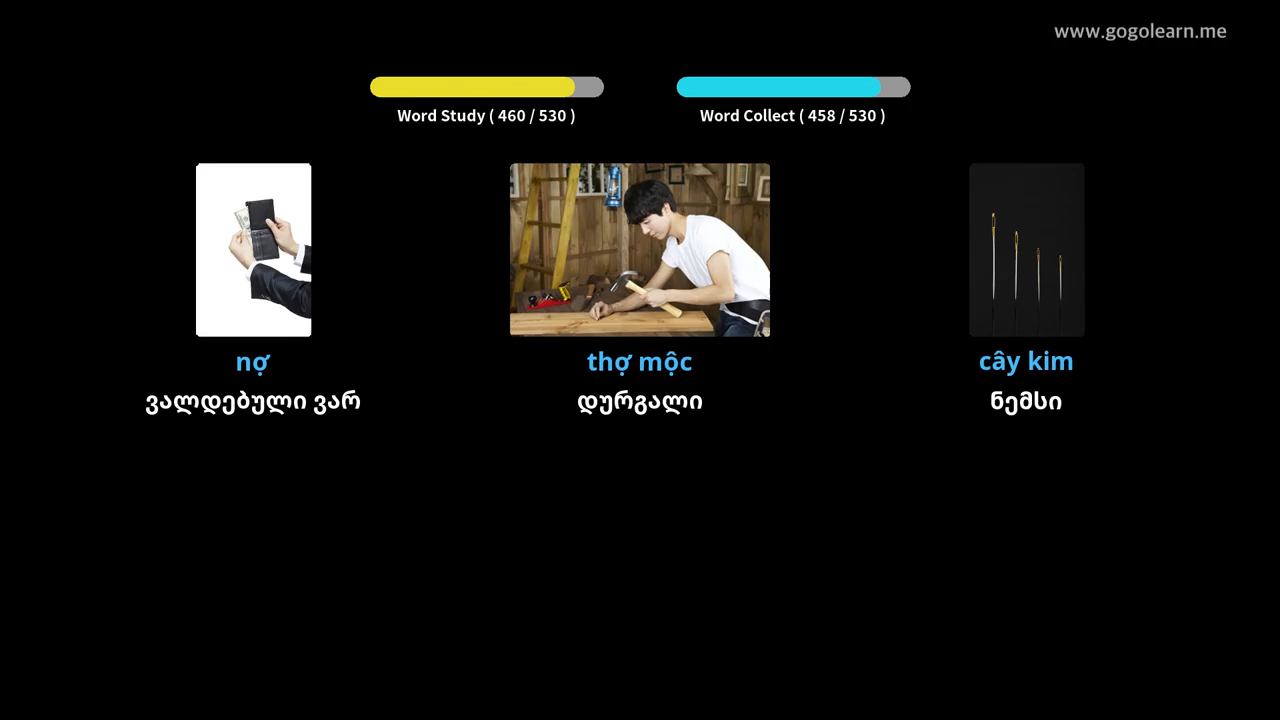 www.gogolearn.me
Word Study ( 460 / 530 )
Word Collect ( 458 / 530 )
nợ
thợ mộc
cây kim
ვალდებული ვარ
დურგალი
ნემსი